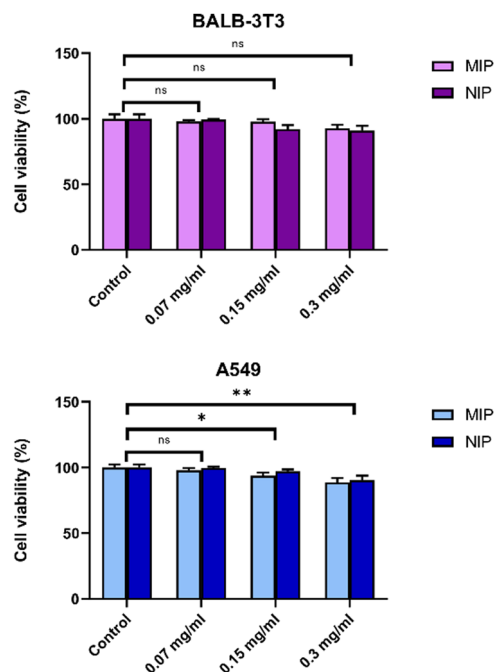 BALB-3T3
ns
ns
ns
150
100
50
0
Cell viability (%)
Control
0.07 mg/ml
0.15 mg/ml
0.3 mg/ml
MIP
NIP
A549
**
*
ns
150
100
50
0
Cell viability (%)
Control
0.07 mg/ml
0.15 mg/ml
0.3 mg/ml
MIP
NIP